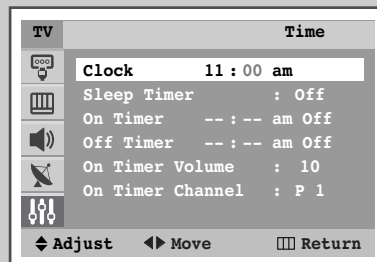 TV Time
Clock 11 : 00 am
Sleep Timer : Off
On Timer -- : -- am Off
Off Timer -- : -- am Off
On Timer Volume : 10
On Timer Channel : P 1
Adjust Move Return